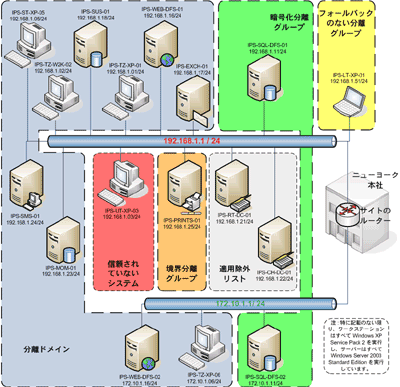 IPS-ST-XP-05
192.168.1.05/24
IPS-SUS-01
192.168.1.18/24
IPS-WEB-DFS-01
192.168.1.16/24
IPS-TZ-W2K-02
192.168.1.02/24
IPS-TZ-XP-01
192.168.1.01/24
IPS-EXCH-01
192.168.1.17/24
暗号化分離
グループ
IPS-SQL-DFS-01
192.168.1.11/24
フォールバック
のない分離
グループ
IPS-LT-XP-01
192.168.1.51/24
192.168.1.1 / 24
IPS-SMS-01
192.168.1.24/24
IPS-MOM-01
192.168.1.23/24
IPS-UT-XP-03
192.168.1.03/24
信頼され
ていない
システム
IPS-PRINTS-01
192.168.1.25/24
境界分離
グループ
IPS-RT-DC-01
192.168.1.21/24
IPS-CH-DC-01
192.168.1.22/24
適用除外
リスト
ニューヨーク
本社
サイトの
ルーター
172.10.1.1 / 24
分離ドメイン
IPS-WEB-DFS-02
172.10.1.16/24
IPS-TZ-XP-06
172.10.1.06/24
IPS-SQL-DFS-02
172.10.1.11/24
注: 特に記載のない限
り、ワークステーション
はすべて Windows XP
Service Pack 2 を実行
し、サーバーはすべて
Windows Server 2003
Standard Edition を実行
しています。